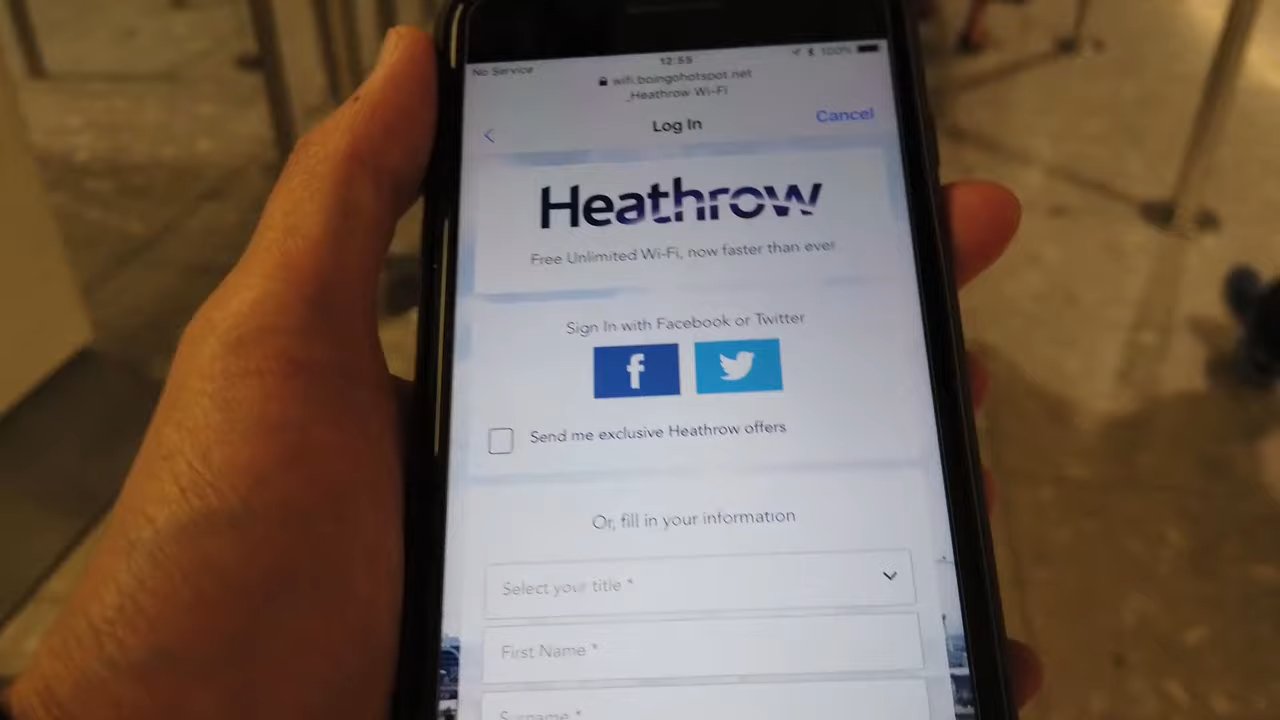 No Service 12:55 100%
wifi.boingohotspot.net
_Heathrow Wi-Fi
Log In Cancel
Heathrow
Free Unlimited Wi-Fi, now faster than ever
Sign In with Facebook or Twitter
f
Send me exclusive Heathrow offers
Or, fill in your information
Select your title *
First Name *
Surname *